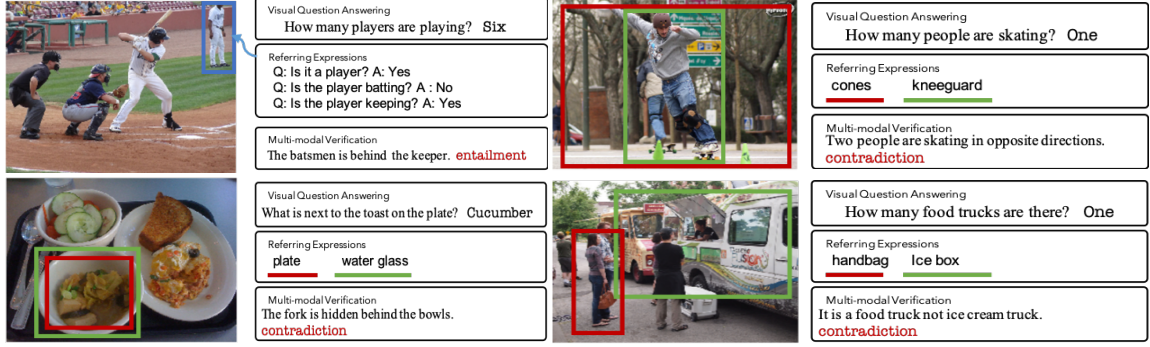 Visual Question Answering
How many players are playing? Six
Referring Expressions
Q: Is it a player? A: Yes
Q: Is the player batting? A : No
Q: Is the player keeping? A: Yes
Multi-modal Verification
The batsmen is behind the keeper. entailment
Visual Question Answering
How many people are skating? One
Referring Expressions
cones kneeguard
Multi-modal Verification
Two people are skating in opposite directions.
contradiction
Visual Question Answering
What is next to the toast on the plate? Cucumber
Referring Expressions
plate water glass
Multi-modal Verification
The fork is hidden behind the bowls.
contradiction
Visual Question Answering
How many food trucks are there? One
Referring Expressions
handbag Ice box
Multi-modal Verification
It is a food truck not ice cream truck.
contradiction